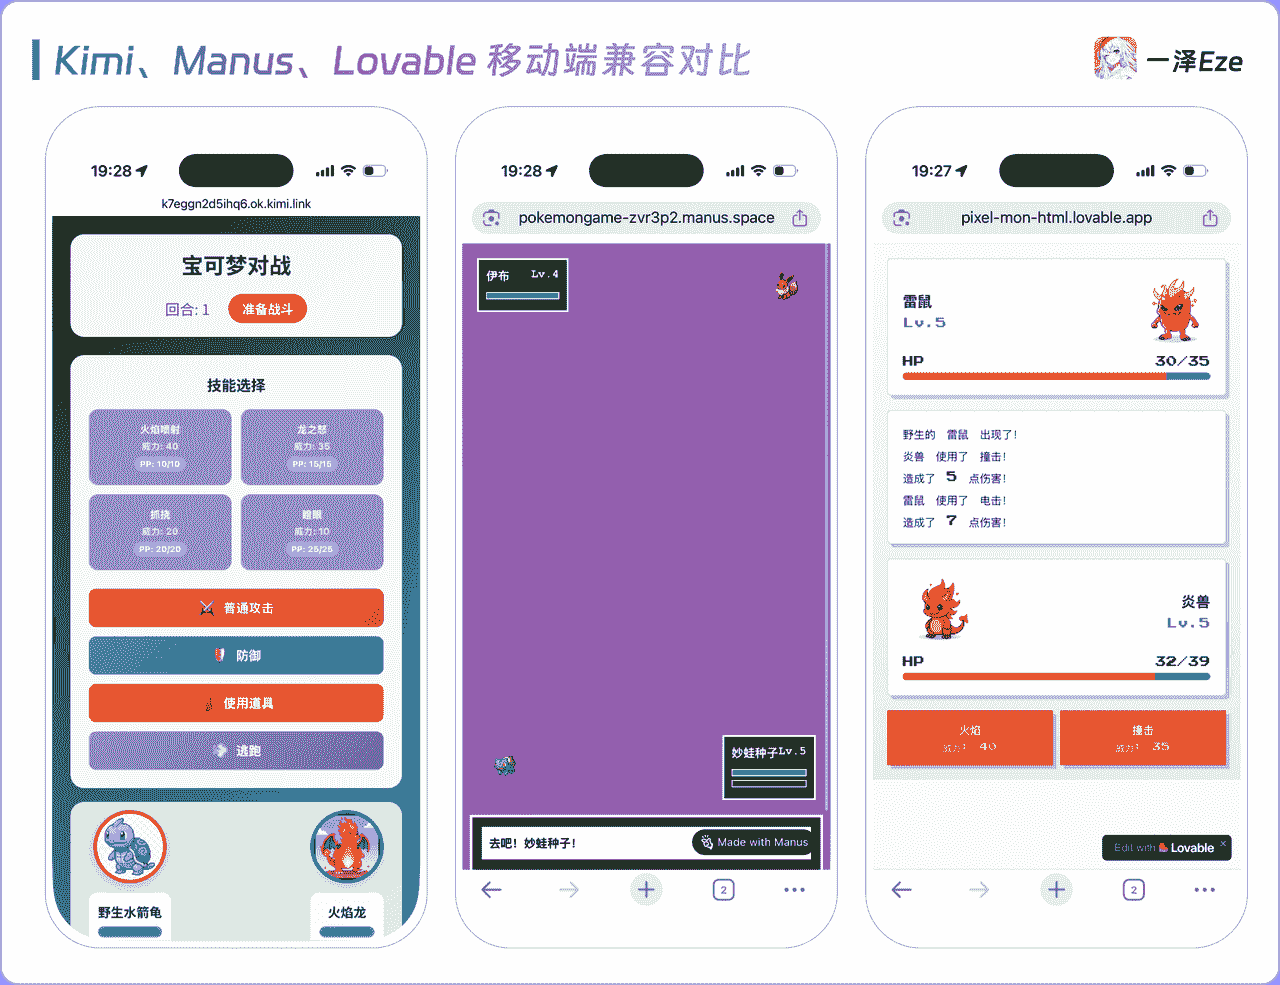 Kimi、Manus、Lovable 移动端兼容对比
一泽Eze
19:28
k7eggn2d5ihq6.ok.kimi.link
宝可梦对战
回合: 1
准备战斗
技能选择
火焰喷射
威力: 40
PP: 10/10
龙之怒
威力: 35
PP: 15/15
抓挠
威力: 20
PP: 20/20
瞪眼
威力: 10
PP: 25/25
普通攻击
防御
使用道具
逃跑
野生水箭龟
火焰龙
19:28
pokemongame-zvr3p2.manus.space
伊布 Lv.4
妙蛙种子Lv.5
去吧！妙蛙种子！
Made with Manus
2
19:27
pixel-mon-html.lovable.app
雷鼠
Lv.5
HP 30/35
野生的 雷鼠 出现了!
炎兽 使用了 撞击!
造成了 5 点伤害!
雷鼠 使用了 电击!
造成了 7 点伤害!
炎兽
Lv.5
HP 32/39
火焰
威力: 40
撞击
威力: 35
Edit with Lovable ×
2